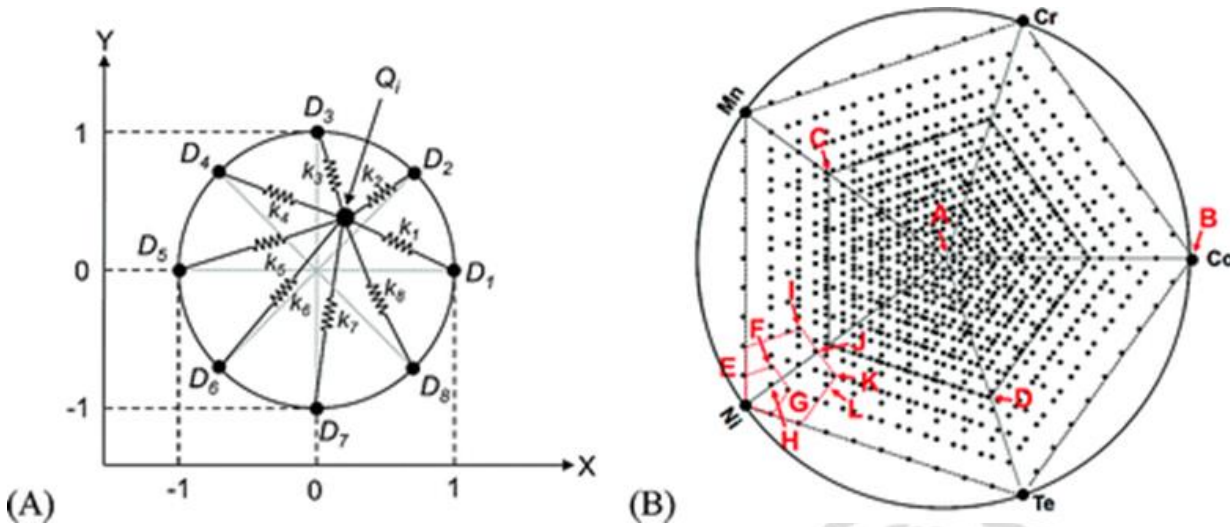 Y
Qi
D3
1
D4
D2
k3
k2
k4
k1
D5
0
D1
k5
k8
k6
k7
D6
D8
-1
D7
X
-1
0
1
(A)
Cr
Mn
C
A
B
Co
I
F
J
E
K
D
G
L
Ni
H
Te
(B)